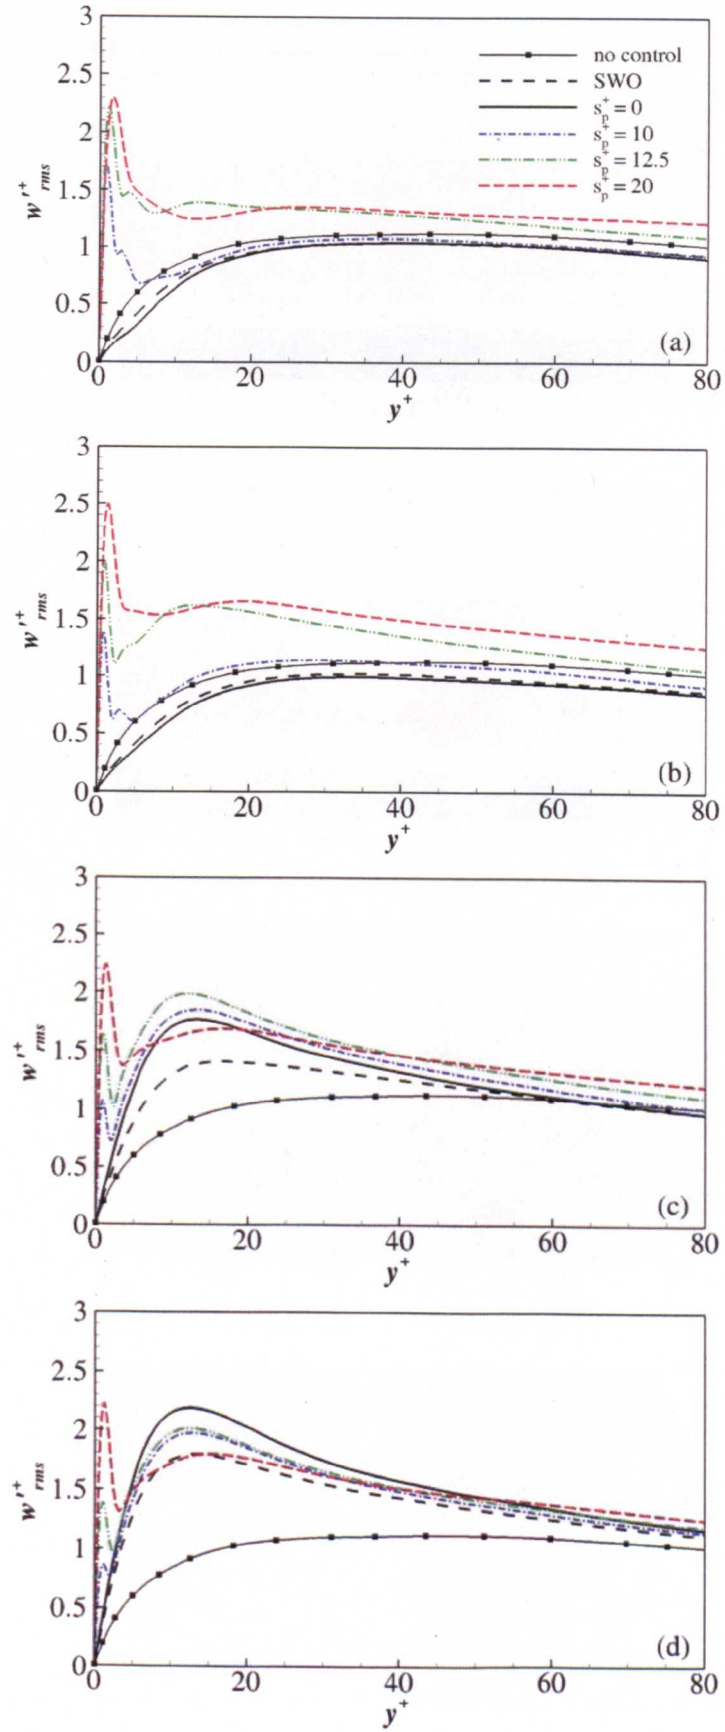 3
2.5
2
1.5
1
0.5
0
0 20 40 60 80
w'+rms
y+
no control
SWO
s+p = 0
s+p = 10
s+p = 12.5
s+p = 20
(a)
3
2.5
2
1.5
1
0.5
0
0 20 40 60 80
w'+rms
y+
(b)
3
2.5
2
1.5
1
0.5
0
0 20 40 60 80
w'+rms
y+
(c)
3
2.5
2
1.5
1
0.5
0
0 20 40 60 80
w'+rms
y+
(d)